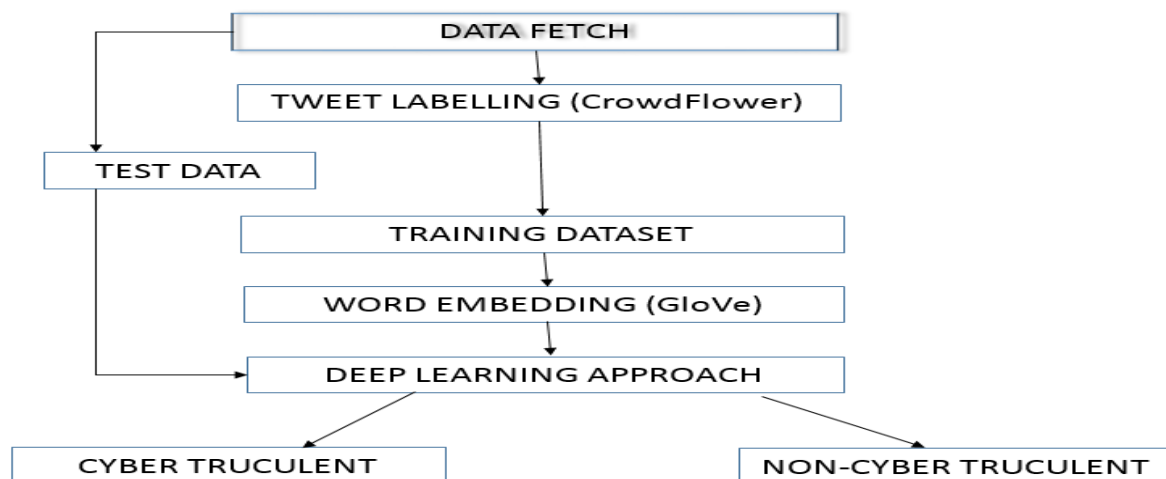 DATA FETCH
TWEET LABELLING (CrowdFlower)
TEST DATA
TRAINING DATASET
WORD EMBEDDING (GloVe)
DEEP LEARNING APPROACH
CYBER TRUCULENT
NON-CYBER TRUCULENT